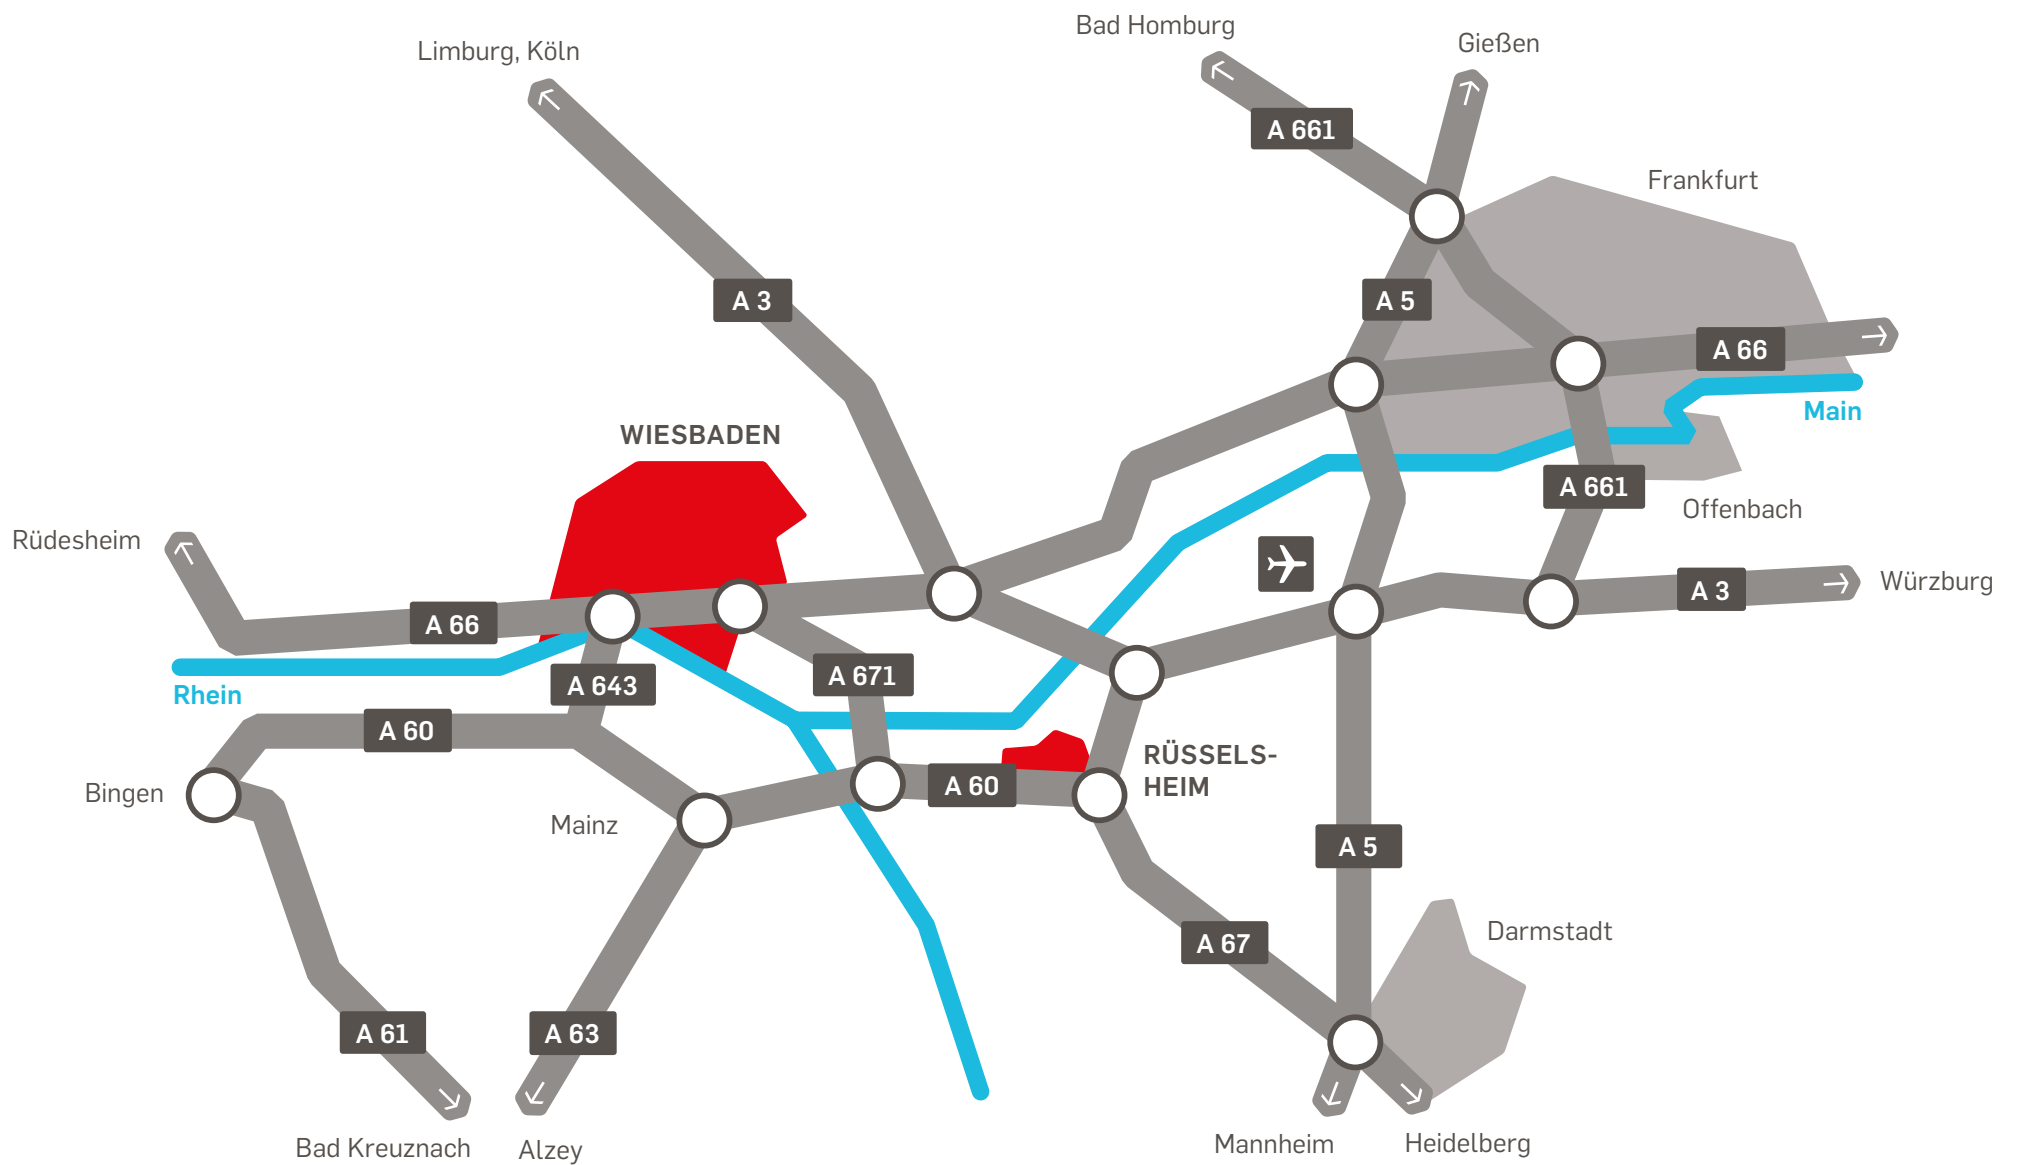 Bad Homburg
Gießen
Limburg, Köln
A 661
Frankfurt
A 3
A 5
A 66
Main
WIESBADEN
A 661
Offenbach
Rüdesheim
A 66
A 3
Würzburg
Rhein
A 643
A 671
A 60
A 60
RÜSSELS-
HEIM
Bingen
Mainz
A 5
A 67
Darmstadt
A 61
A 63
Bad Kreuznach
Alzey
Mannheim
Heidelberg